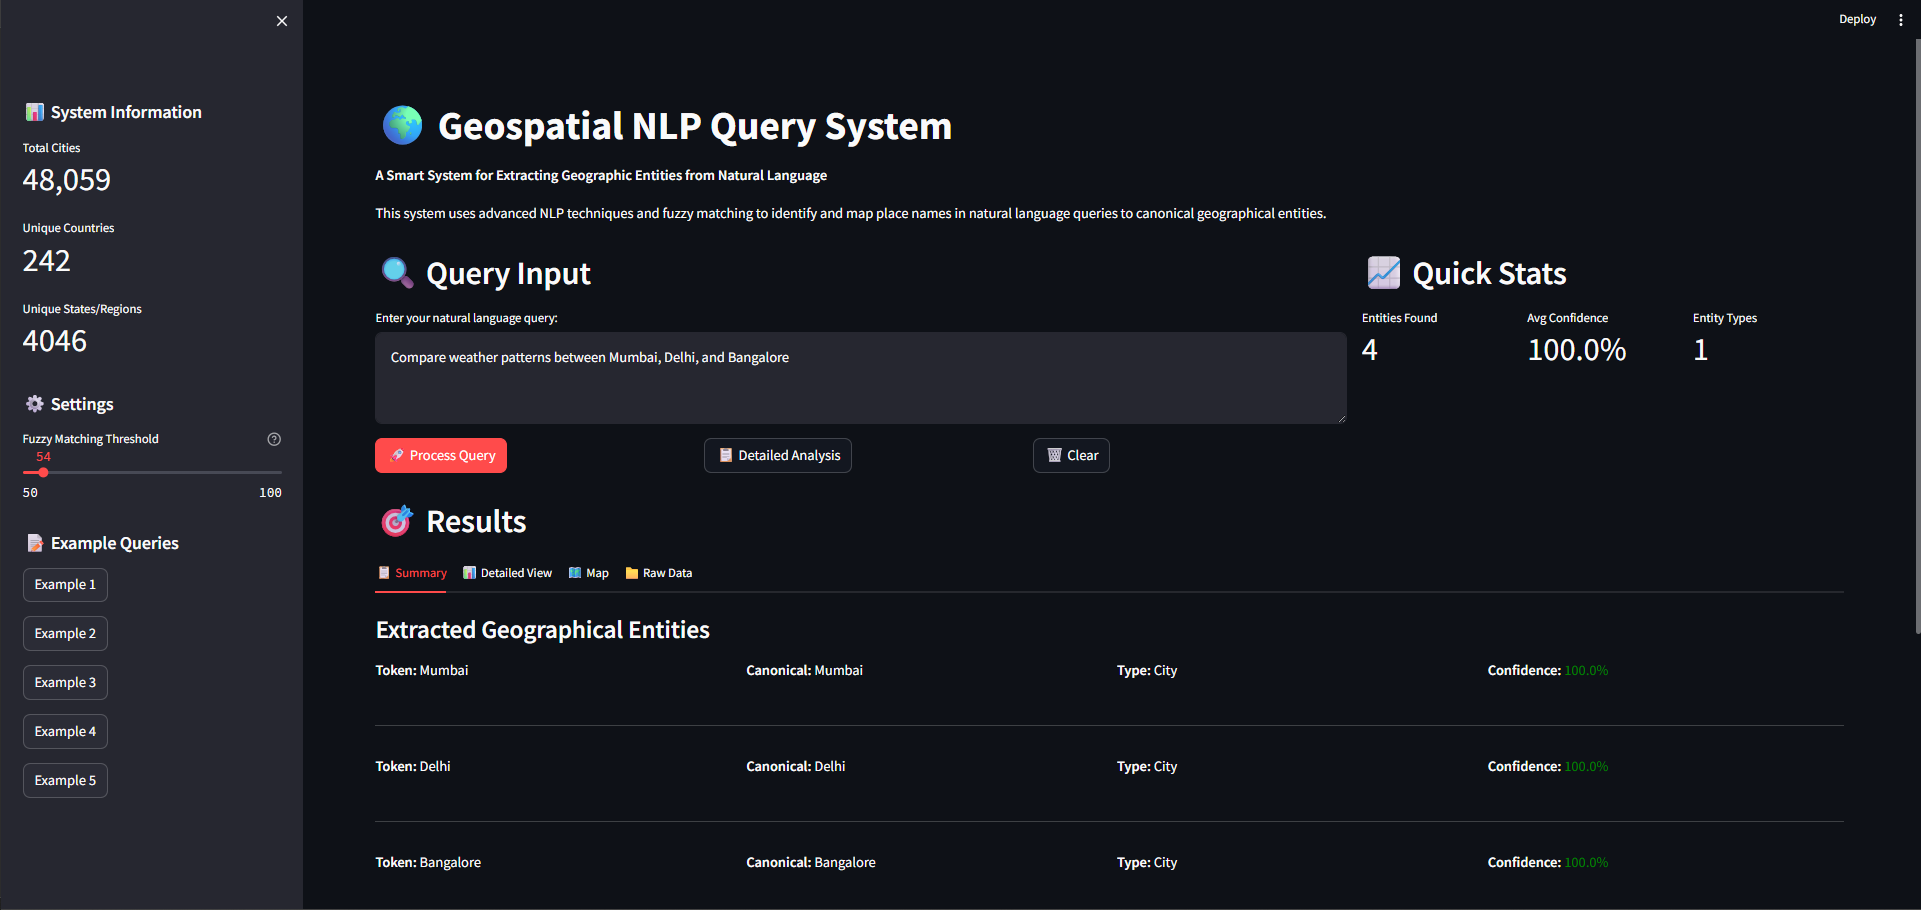 Deploy
System Information
Total Cities
48,059
Unique Countries
242
Unique States/Regions
4046
Settings
Fuzzy Matching Threshold
54
50 100
Example Queries
Example 1
Example 2
Example 3
Example 4
Example 5
Geospatial NLP Query System
A Smart System for Extracting Geographic Entities from Natural Language
This system uses advanced NLP techniques and fuzzy matching to identify and map place names in natural language queries to canonical geographical entities.
Query Input
Enter your natural language query:
Compare weather patterns between Mumbai, Delhi, and Bangalore
Process Query Detailed Analysis Clear
Quick Stats
Entities Found Avg Confidence Entity Types
4 100.0% 1
Results
Summary Detailed View Map Raw Data
Extracted Geographical Entities
Token: Mumbai Canonical: Mumbai Type: City Confidence: 100.0%
Token: Delhi Canonical: Delhi Type: City Confidence: 100.0%
Token: Bangalore Canonical: Bangalore Type: City Confidence: 100.0%